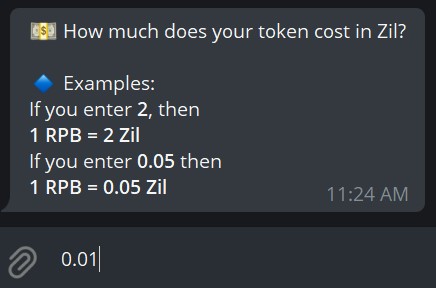 💵 How much does your token cost in Zil?
🔹 Examples:
If you enter 2, then
1 RPB = 2 Zil
If you enter 0.05 then
1 RPB = 0.05 Zil
11:24 AM
0.01